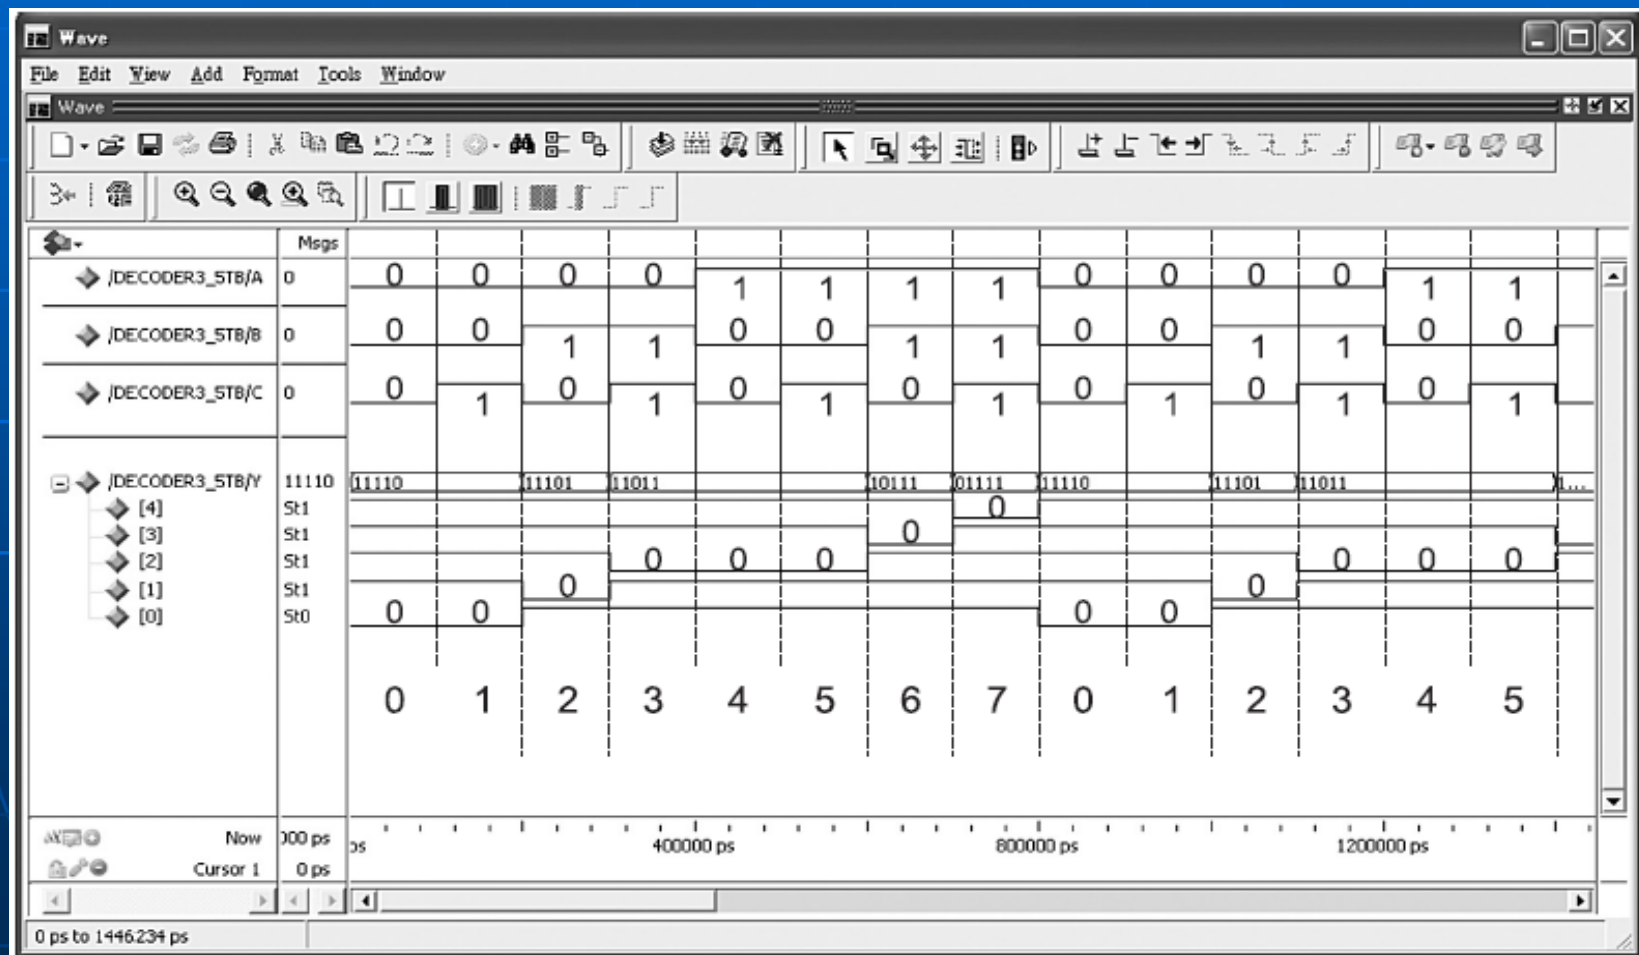 Wave
File Edit View Add Format Tools Window
Wave
Msgs
/DECODER3_5TB/A 0 0 0 0 0 1 1 1 1 0 0 0 0 1 1
/DECODER3_5TB/B 0 0 0 1 1 0 0 1 1 0 0 1 1 0 0
/DECODER3_5TB/C 0 0 1 0 1 0 1 0 1 0 1 0 1 0 1
/DECODER3_5TB/Y 11110 11110 11101 11011 10111 01111 11110 11101 11011 1...
[4] St1 0
[3] St1 0
[2] St1 0 0 0 0 0 0
[1] St1 0 0
[0] St0 0 0 0 0
0 1 2 3 4 5 6 7 0 1 2 3 4 5
Now 000 ps ps 400000 ps 800000 ps 1200000 ps
Cursor 1 0 ps
0 ps to 1446234 ps